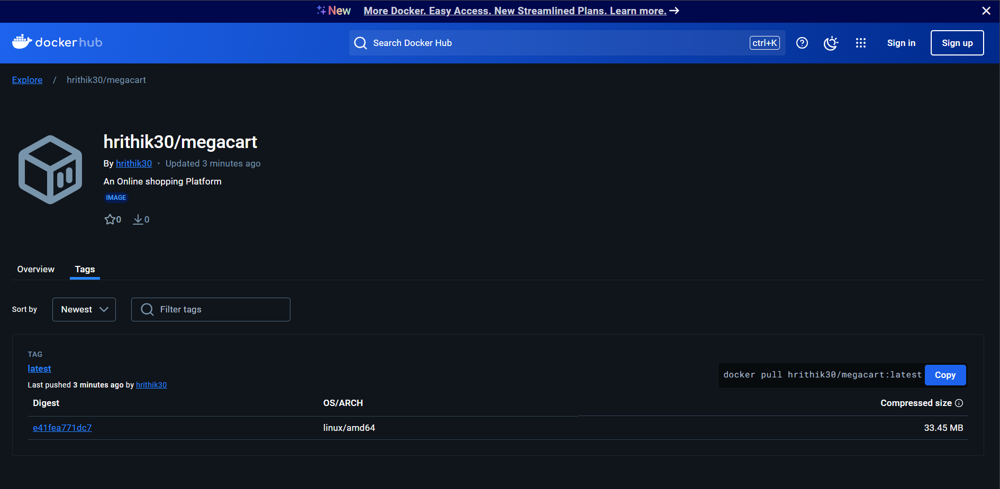 New More Docker. Easy Access. New Streamlined Plans. Learn more.
dockerhub
Search Docker Hub
ctrl+K
Sign in
Sign up
Explore / hrithik30/megacart
hrithik30/megacart
By hrithik30 • Updated 3 minutes ago
An Online shopping Platform
IMAGE
0 0
Overview Tags
Sort by Newest Filter tags
TAG
latest
docker pull hrithik30/megacart:latest Copy
Last pushed 3 minutes ago by hrithik30
Digest OS/ARCH Compressed size
e41fea771dc7 linux/amd64 33.45 MB